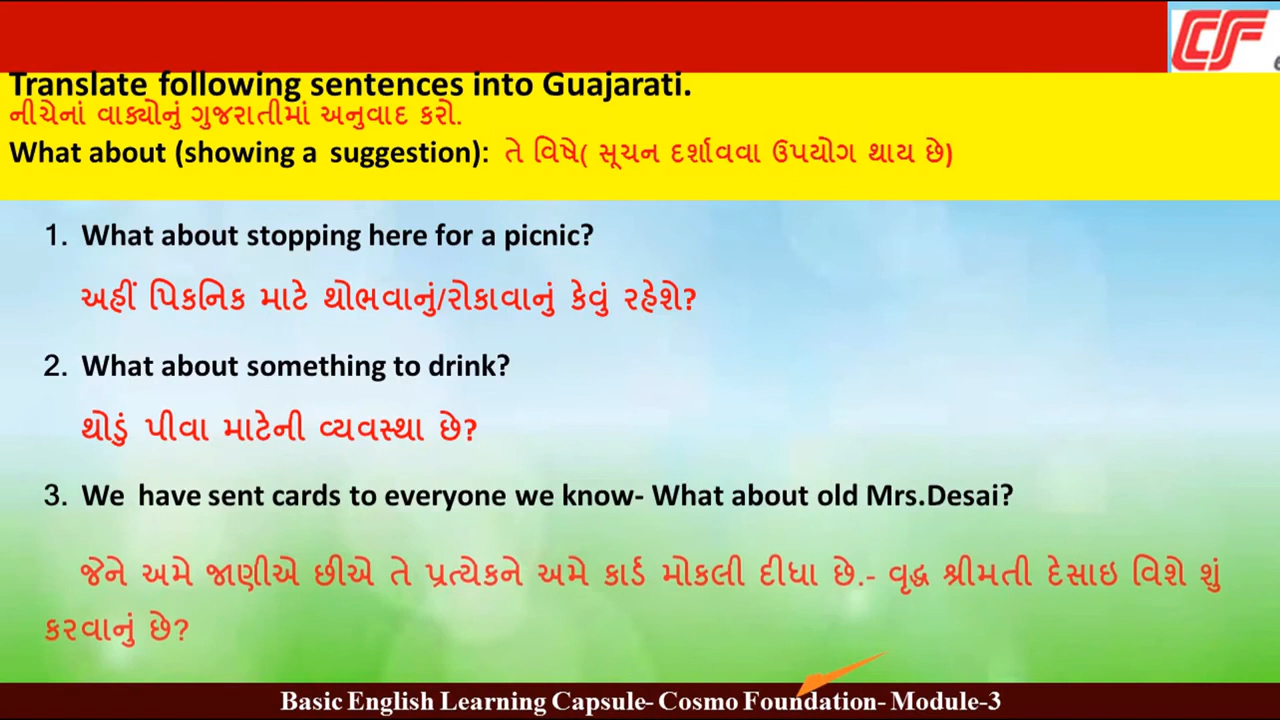 CF
Translate following sentences into Guajarati.
નીચેનાં વાક્યોનું ગુજરાતીમાં અનુવાદ કરો.
What about (showing a suggestion): તે વિષે( સૂચન દર્શાવવા ઉપયોગ થાય છે)
1. What about stopping here for a picnic?
અહીં પિકનિક માટે થોભવાનું/રોકાવાનું કેવું રહેશે?
2. What about something to drink?
થોડું પીવા માટેની વ્યવસ્થા છે?
3. We have sent cards to everyone we know- What about old Mrs.Desai?
જેને અમે જાણીએ છીએ તે પ્રત્યેકને અમે કાર્ડ મોકલી દીધા છે.- વૃદ્ધ શ્રીમતી દેસાઇ વિશે શું
કરવાનું છે?
Basic English Learning Capsule- Cosmo Foundation- Module-3